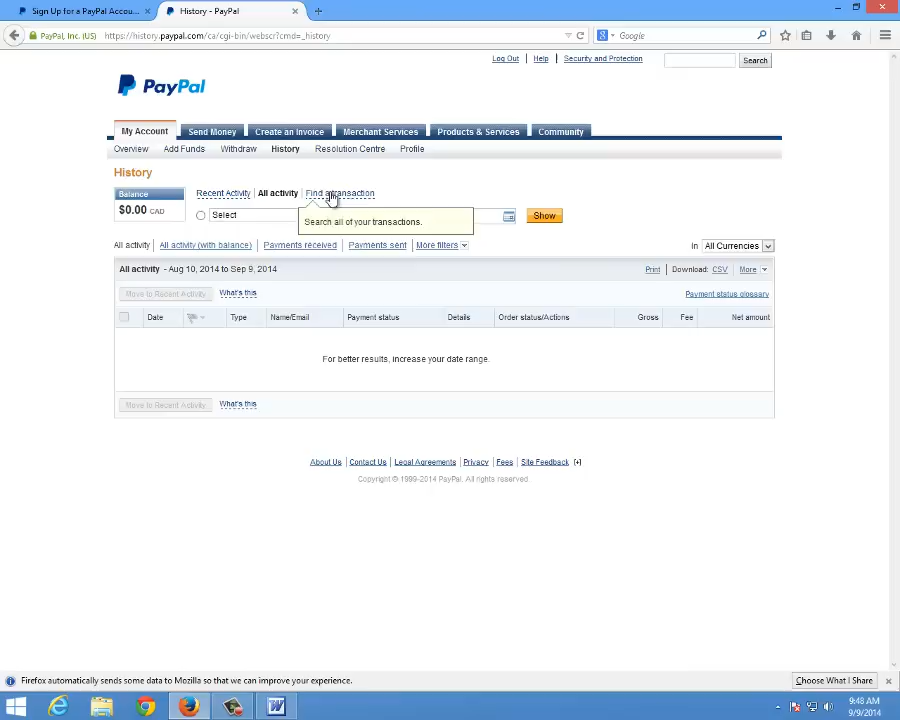 Sign Up for a PayPal Accou...
History - PayPal
PayPal, Inc. (US)
https://history.paypal.com/ca/cgi-bin/webscr?cmd=_history
Google
Log Out
Help
Security and Protection
Search
PayPal
My Account
Send Money
Create an Invoice
Merchant Services
Products & Services
Community
Overview
Add Funds
Withdraw
History
Resolution Centre
Profile
History
Balance
$0.00 CAD
Recent Activity
All activity
Find a transaction
Select
Search all of your transactions.
Show
All activity
All activity (with balance)
Payments received
Payments sent
More filters
In
All Currencies
All activity - Aug 10, 2014 to Sep 9, 2014
Print
Download: CSV
More
Move to Recent Activity
What's this
Payment status glossary
Date
Type
Name/Email
Payment status
Details
Order status/Actions
Gross
Fee
Net amount
For better results, increase your date range.
Move to Recent Activity
What's this
About Us
Contact Us
Legal Agreements
Privacy
Fees
Site Feedback [+]
Copyright © 1999-2014 PayPal. All rights reserved.
Firefox automatically sends some data to Mozilla so that we can improve your experience.
Choose What I Share
9:48 AM
9/9/2014